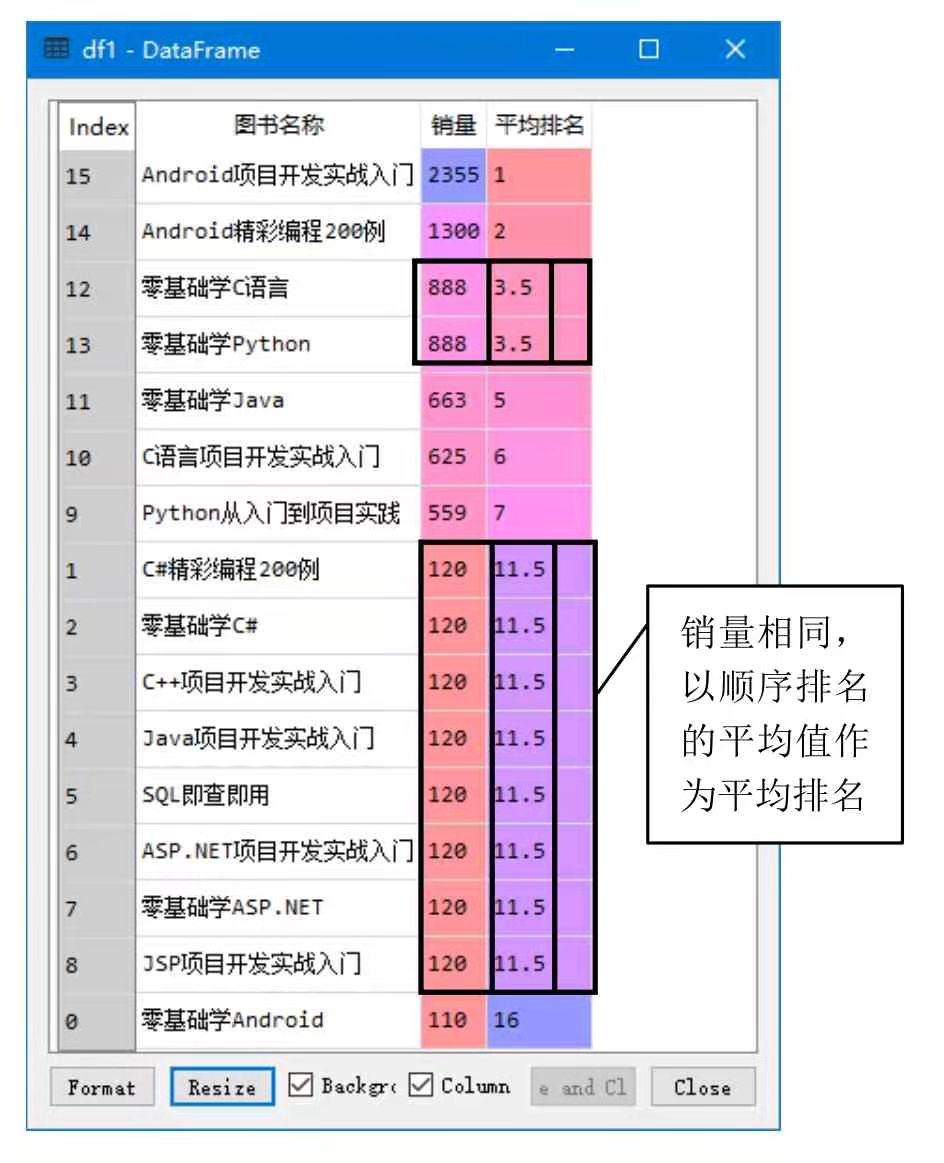 df1 - DataFrame
Index 图书名称 销量 平均排名
15 Android项目开发实战入门 2355 1
14 Android精彩编程200例 1300 2
12 零基础学C语言 888 3.5
13 零基础学Python 888 3.5
11 零基础学Java 663 5
10 C语言项目开发实战入门 625 6
9 Python从入门到项目实践 559 7
1 C#精彩编程200例 120 11.5
2 零基础学C# 120 11.5
3 C++项目开发实战入门 120 11.5
4 Java项目开发实战入门 120 11.5
5 SQL即查即用 120 11.5
6 ASP.NET项目开发实战入门 120 11.5
7 零基础学ASP.NET 120 11.5
8 JSP项目开发实战入门 120 11.5
0 零基础学Android 110 16
销量相同，
以顺序排名
的平均值作
为平均排名
Format Resize Backgr Column e and Cl Close